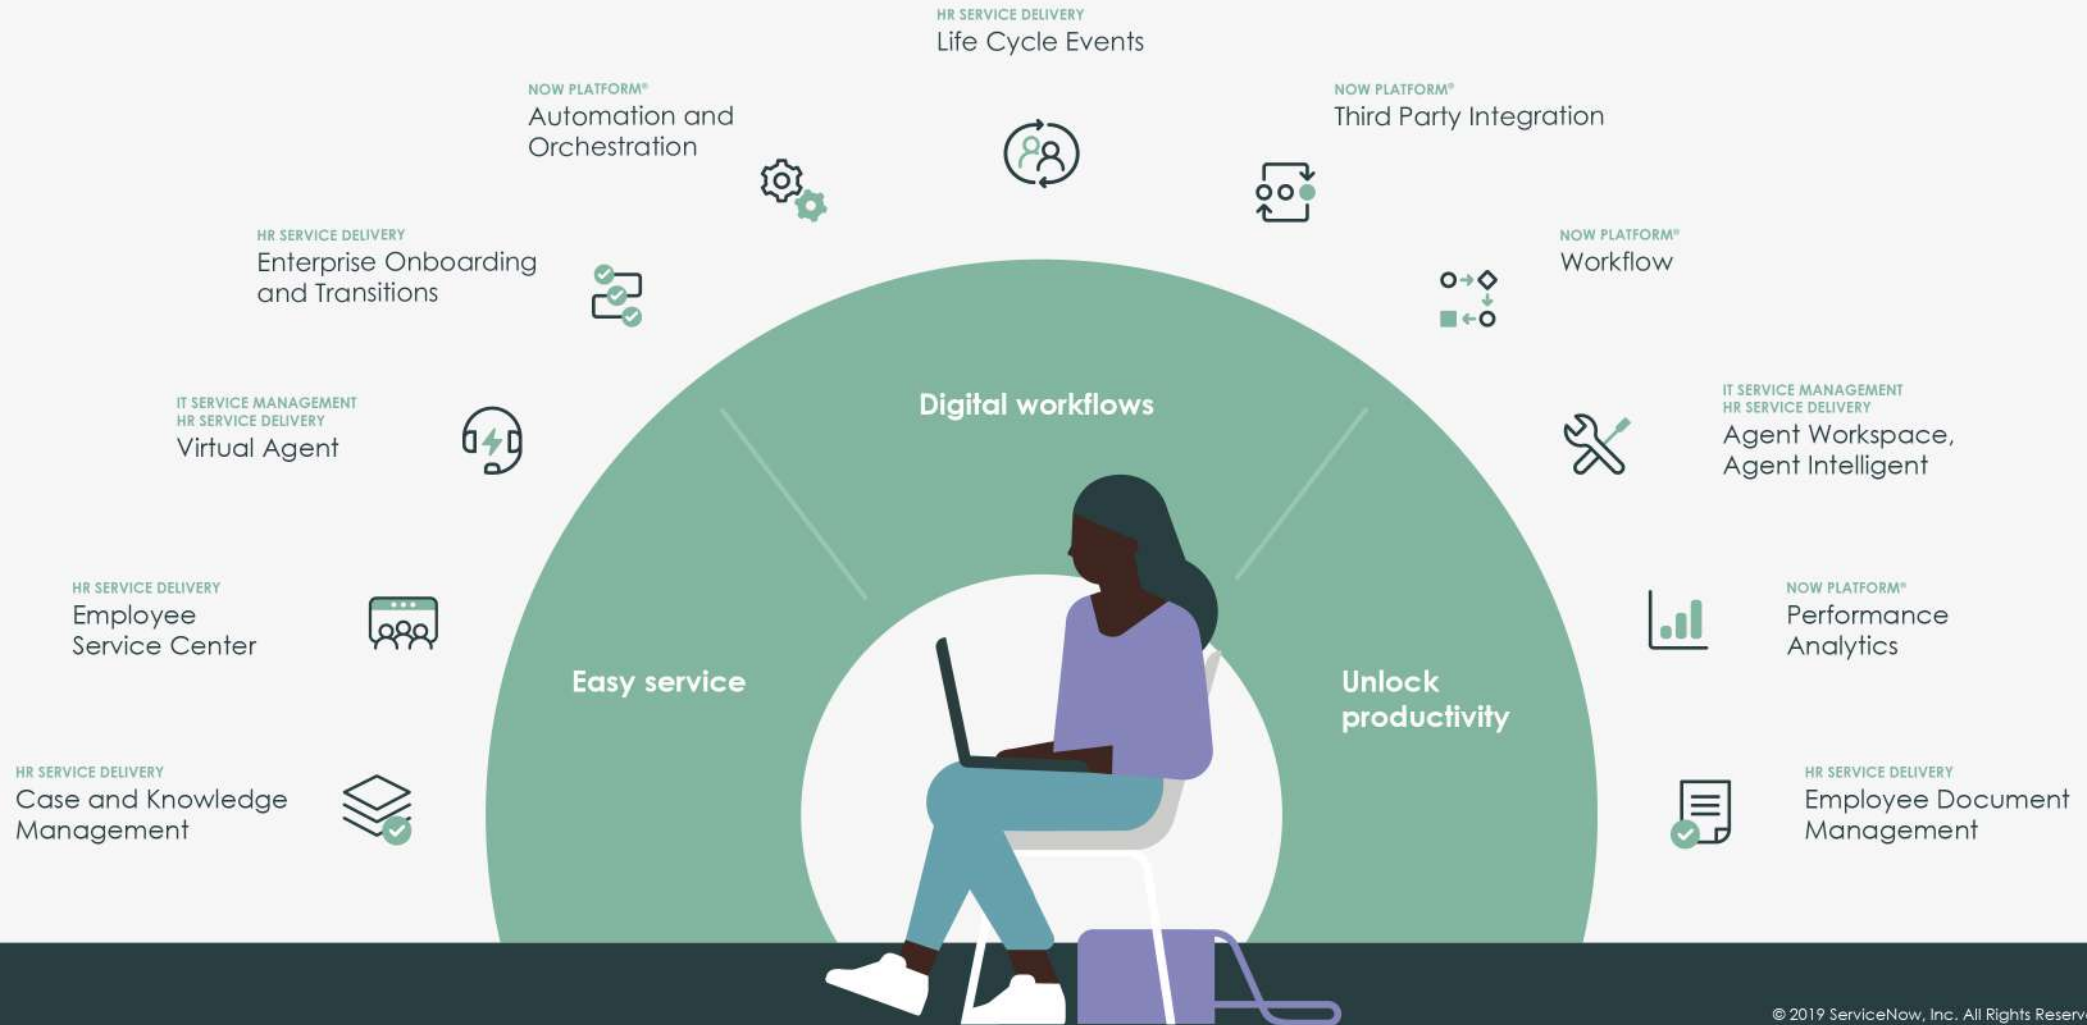 HR SERVICE DELIVERY
Life Cycle Events
NOW PLATFORM®
Automation and
Orchestration
NOW PLATFORM®
Third Party Integration
HR SERVICE DELIVERY
Enterprise Onboarding
and Transitions
NOW PLATFORM®
Workflow
IT SERVICE MANAGEMENT
HR SERVICE DELIVERY
Virtual Agent
Digital workflows
IT SERVICE MANAGEMENT
HR SERVICE DELIVERY
Agent Workspace,
Agent Intelligent
HR SERVICE DELIVERY
Employee
Service Center
NOW PLATFORM®
Performance
Analytics
Easy service
Unlock
productivity
HR SERVICE DELIVERY
Case and Knowledge
Management
HR SERVICE DELIVERY
Employee Document
Management
© 2019 ServiceNow, Inc. All Rights Reserv